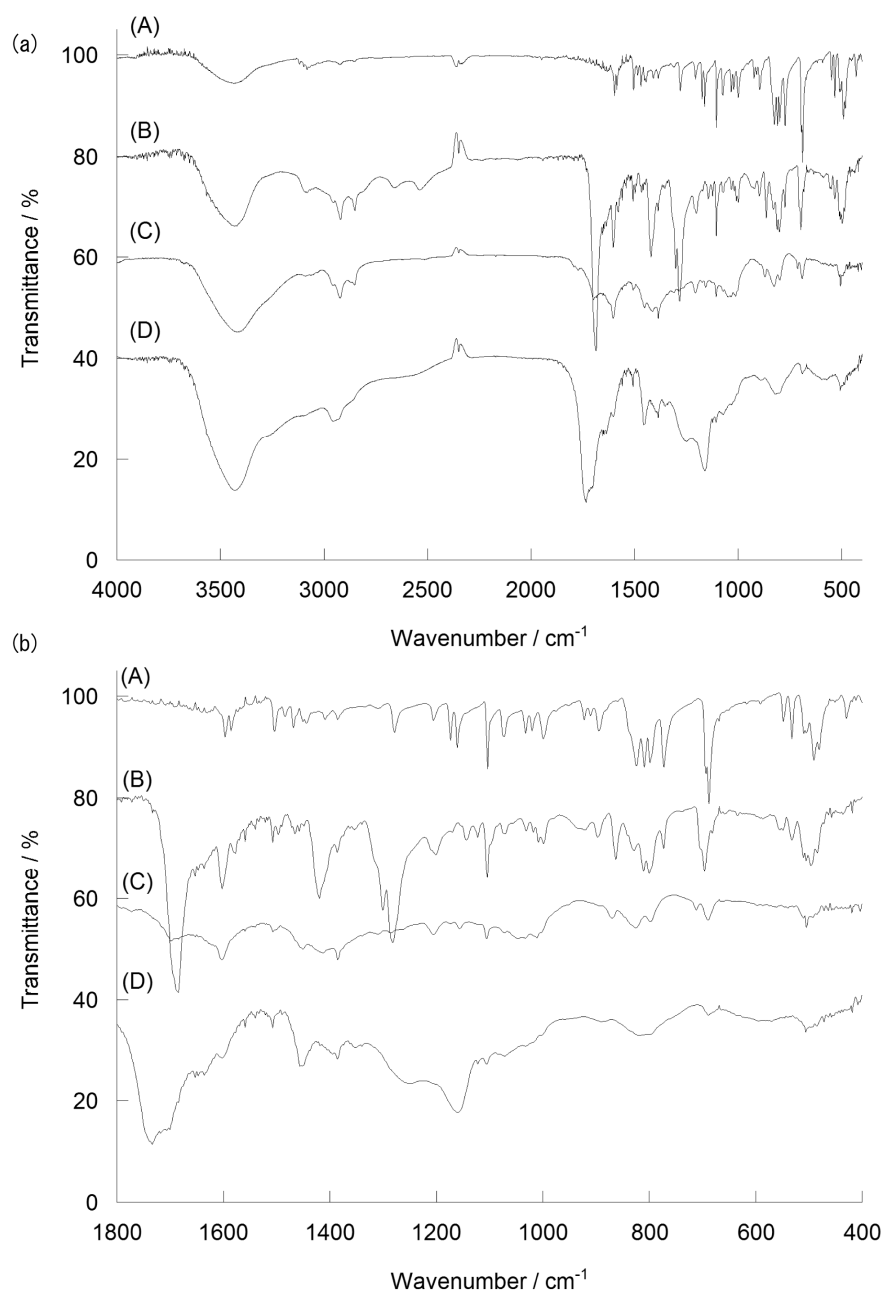 (a)
(A)
100
(B)
80
(C)
60
(D)
40
20
0
Transmittance / %
4000 3500 3000 2500 2000 1500 1000 500
Wavenumber / cm⁻¹
(b)
(A)
100
(B)
80
(C)
60
(D)
40
20
0
Transmittance / %
1800 1600 1400 1200 1000 800 600 400
Wavenumber / cm⁻¹